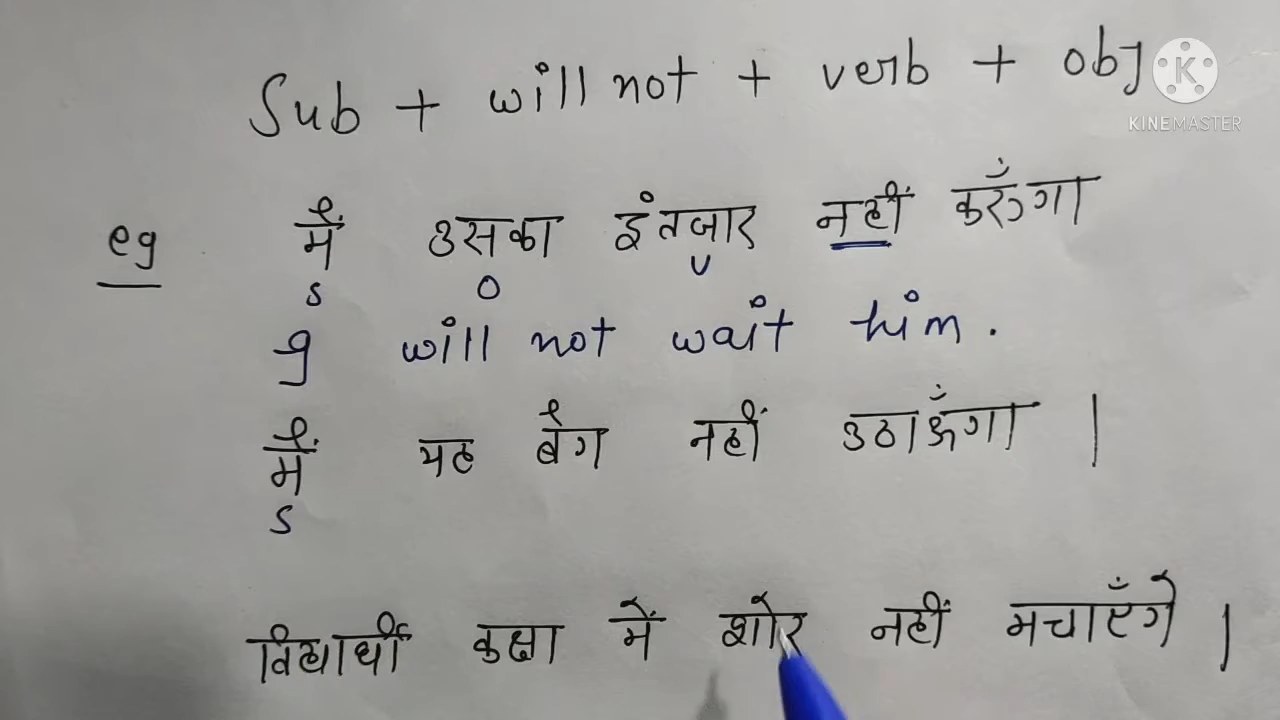 Sub + will not + verb + obj
KINEMASTER
eg मैं उसका इंतजार नहीं करुँगा
s o v
I will not wait him.
मैं यह बैग नहीं उठाऊँगा |
s
विद्यार्थी कक्षा में शोर नहीं मचाएँगे |